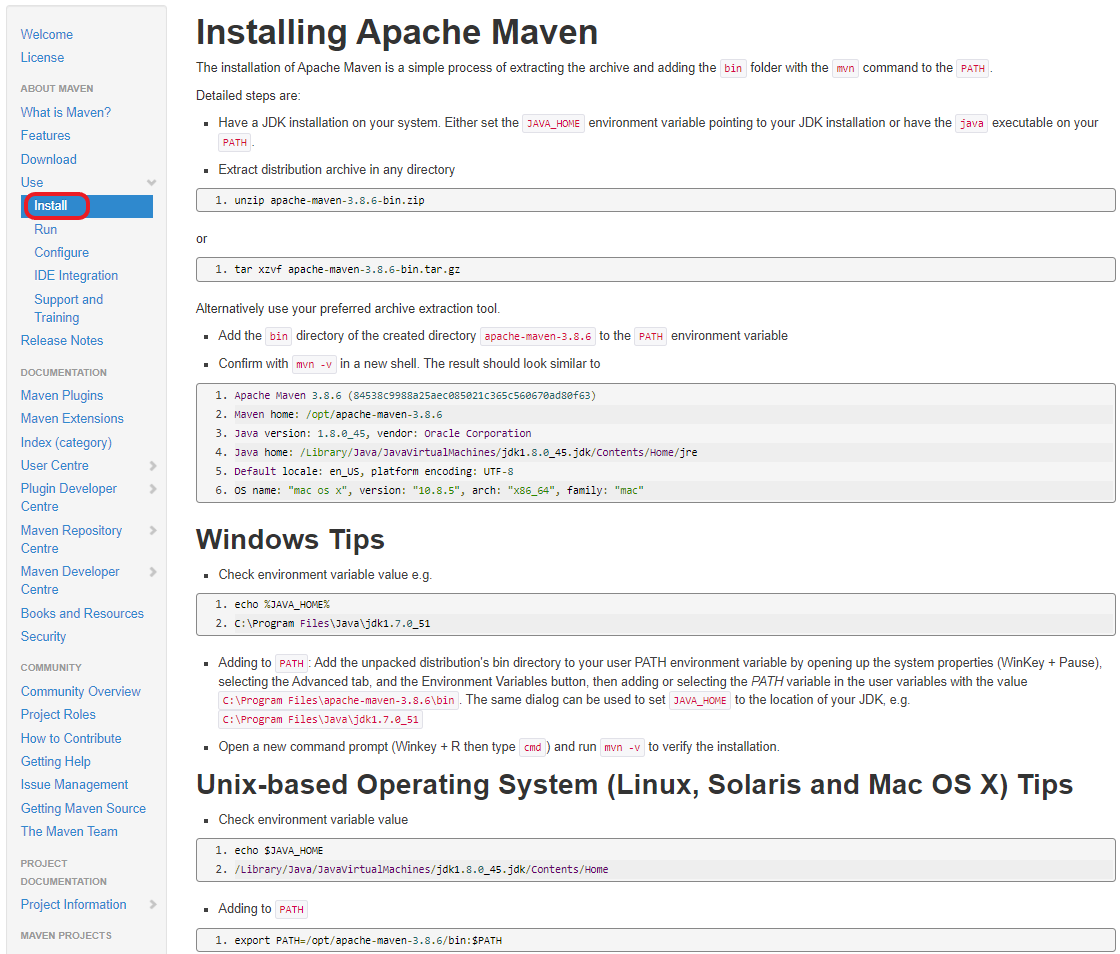 Welcome
License
ABOUT MAVEN
What is Maven?
Features
Download
Use
Install
Run
Configure
IDE Integration
Support and
Training
Release Notes
DOCUMENTATION
Maven Plugins
Maven Extensions
Index (category)
User Centre
Plugin Developer
Centre
Maven Repository
Centre
Maven Developer
Centre
Books and Resources
Security
COMMUNITY
Community Overview
Project Roles
How to Contribute
Getting Help
Issue Management
Getting Maven Source
The Maven Team
PROJECT
DOCUMENTATION
Project Information
MAVEN PROJECTS
Installing Apache Maven
The installation of Apache Maven is a simple process of extracting the archive and adding the bin folder with the mvn command to the PATH.
Detailed steps are:
Have a JDK installation on your system. Either set the JAVA_HOME environment variable pointing to your JDK installation or have the java executable on your
PATH.
Extract distribution archive in any directory
1. unzip apache-maven-3.8.6-bin.zip
or
1. tar xzvf apache-maven-3.8.6-bin.tar.gz
Alternatively use your preferred archive extraction tool.
Add the bin directory of the created directory apache-maven-3.8.6 to the PATH environment variable
Confirm with mvn -v in a new shell. The result should look similar to
1. Apache Maven 3.8.6 (84538c9988a25aec085021c365c560670ad80f63)
2. Maven home: /opt/apache-maven-3.8.6
3. Java version: 1.8.0_45, vendor: Oracle Corporation
4. Java home: /Library/Java/JavaVirtualMachines/jdk1.8.0_45.jdk/Contents/Home/jre
5. Default locale: en_US, platform encoding: UTF-8
6. OS name: "mac os x", version: "10.8.5", arch: "x86_64", family: "mac"
Windows Tips
Check environment variable value e.g.
1. echo %JAVA_HOME%
2. C:\Program Files\Java\jdk1.7.0_51
Adding to PATH: Add the unpacked distribution's bin directory to your user PATH environment variable by opening up the system properties (WinKey + Pause),
selecting the Advanced tab, and the Environment Variables button, then adding or selecting the PATH variable in the user variables with the value
C:\Program Files\apache-maven-3.8.6\bin. The same dialog can be used to set JAVA_HOME to the location of your JDK, e.g.
C:\Program Files\Java\jdk1.7.0_51
Open a new command prompt (Winkey + R then type cmd) and run mvn -v to verify the installation.
Unix-based Operating System (Linux, Solaris and Mac OS X) Tips
Check environment variable value
1. echo $JAVA_HOME
2. /Library/Java/JavaVirtualMachines/jdk1.8.0_45.jdk/Contents/Home
Adding to PATH
1. export PATH=/opt/apache-maven-3.8.6/bin:$PATH